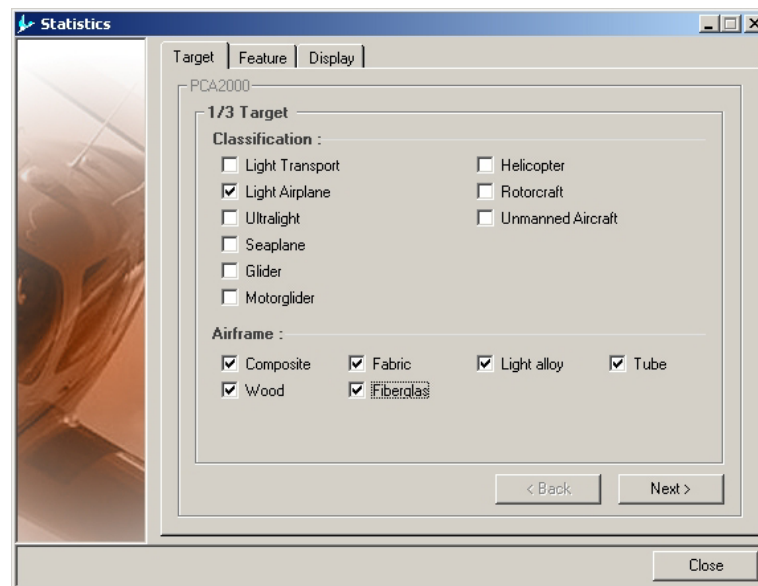 Statistics
Target Feature Display
PCA2000
1/3 Target
Classification :
Light Transport Helicopter
Light Airplane Rotorcraft
Ultralight Unmanned Aircraft
Seaplane
Glider
Motorglider
Airframe :
Composite Fabric Light alloy Tube
Wood Fiberglas
< Back Next >
Close